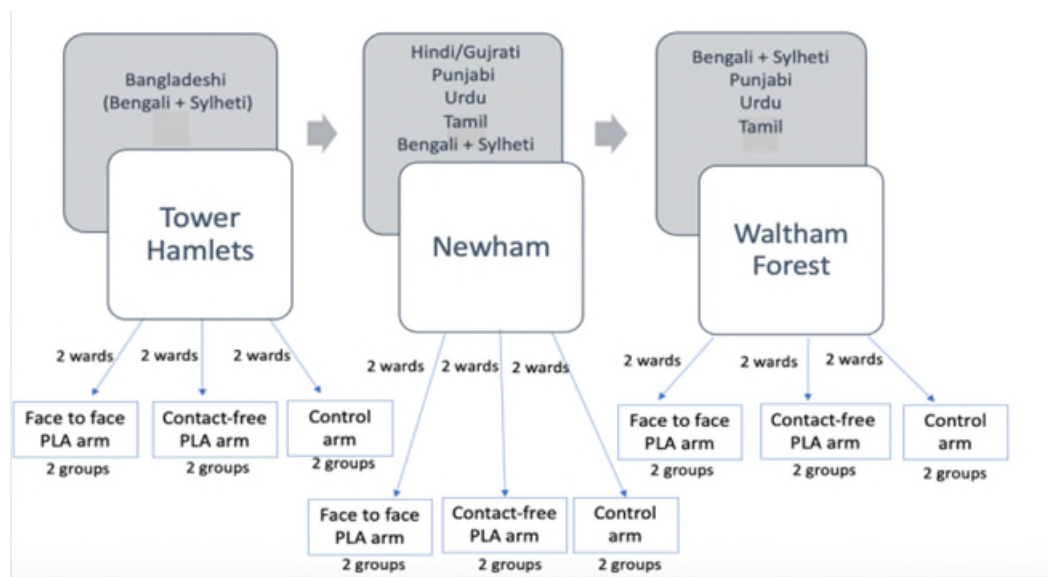 Bangladeshi
(Bengali + Sylheti)
Tower
Hamlets
2 wards
2 wards
2 wards
Face to face
PLA arm
2 groups
Contact-free
PLA arm
2 groups
Control
arm
2 groups
Hindi/Gujrati
Punjabi
Urdu
Tamil
Bengali + Sylheti
Newham
2 wards
2 wards
2 wards
Face to face
PLA arm
2 groups
Contact-free
PLA arm
2 groups
Control
arm
2 groups
Bengali + Sylheti
Punjabi
Urdu
Tamil
Waltham
Forest
2 wards
2 wards
2 wards
Face to face
PLA arm
2 groups
Contact-free
PLA arm
2 groups
Control
arm
2 groups